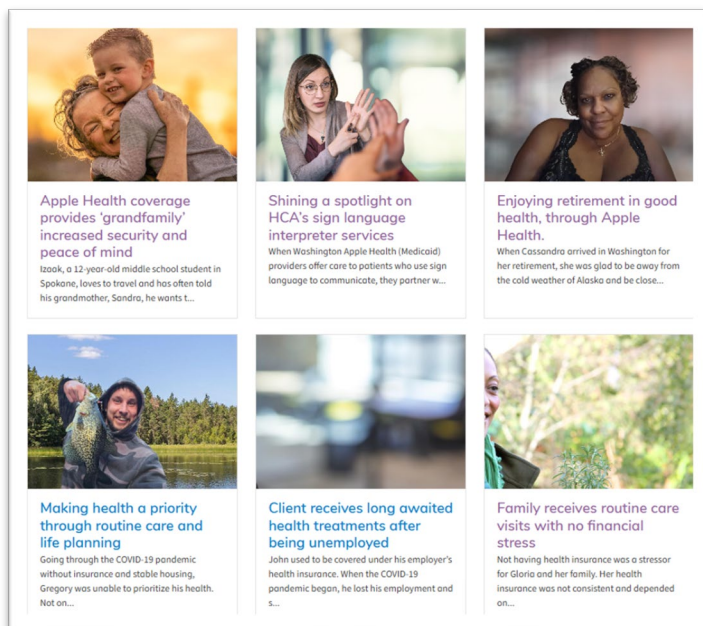 Apple Health coverage
provides ‘grandfamily’
increased security and
peace of mind
Izaak, a 12-year-old middle school student in
Spokane, loves to travel and has often told
his grandmother, Sandra, he wants t...
Shining a spotlight on
HCA’s sign language
interpreter services
When Washington Apple Health (Medicaid)
providers offer care to patients who use sign
language to communicate, they partner w...
Enjoying retirement in good
health, through Apple
Health.
When Cassandra arrived in Washington for
her retirement, she was glad to be away from
the cold weather of Alaska and be close...
Making health a priority
through routine care and
life planning
Going through the COVID-19 pandemic
without insurance and stable housing,
Gregory was unable to prioritize his health.
Not on...
Client receives long awaited
health treatments after
being unemployed
John used to be covered under his employer’s
health insurance. When the COVID-19
pandemic began, he lost his employment and
s...
Family receives routine care
visits with no financial
stress
Not having health insurance was a stressor
for Gloria and her family. Her health
insurance was not consistent and depended
on...